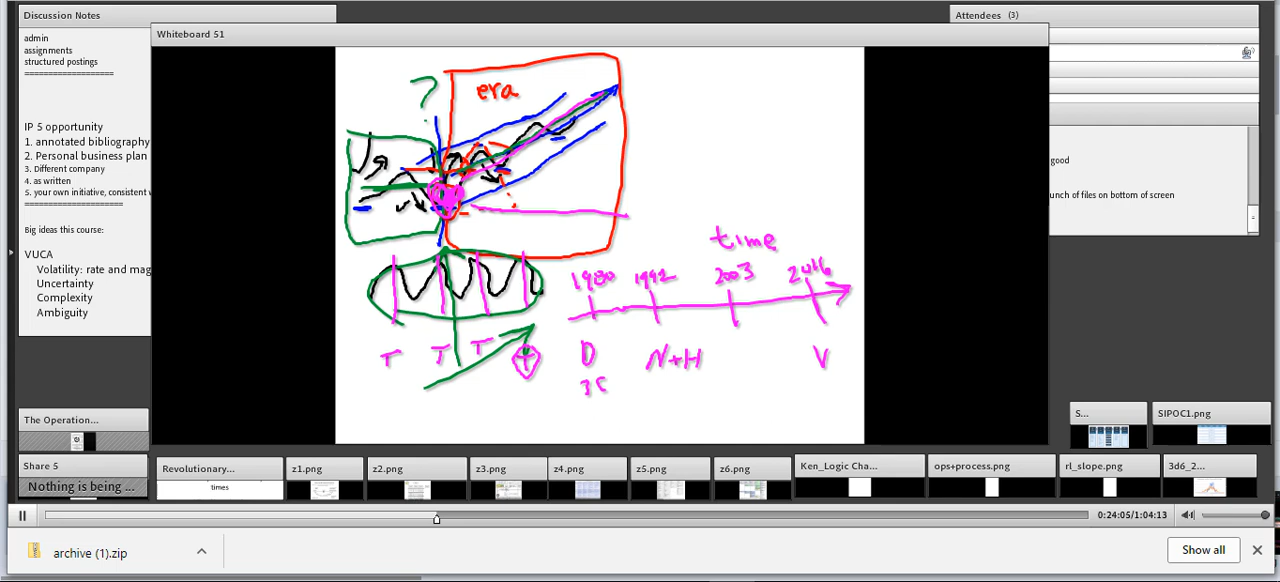 Discussion Notes
admin
assignments
structured postings
====================
IP 5 opportunity
1. annotated bibliography
2. Personal business plan
3. Different company
4. as written
5. your own initiative, consistent w
======================
Big ideas this course:
VUCA
Volatility: rate and mag
Uncertainty
Complexity
Ambiguity
Whiteboard 51
?
era
time
1980 1992 2003 2016
D N+H V
T T T T
Attendees (3)
good
unch of files on bottom of screen
The Operation...
Share 5
Nothing is being ...
Revolutionary...
times
z1.png
z2.png
z3.png
z4.png
z5.png
z6.png
Ken_Logic Cha...
ops+process.png
rl_slope.png
3d6_2...
S...
SIPOC1.png
0:24:05/1:04:13
archive (1).zip
Show all